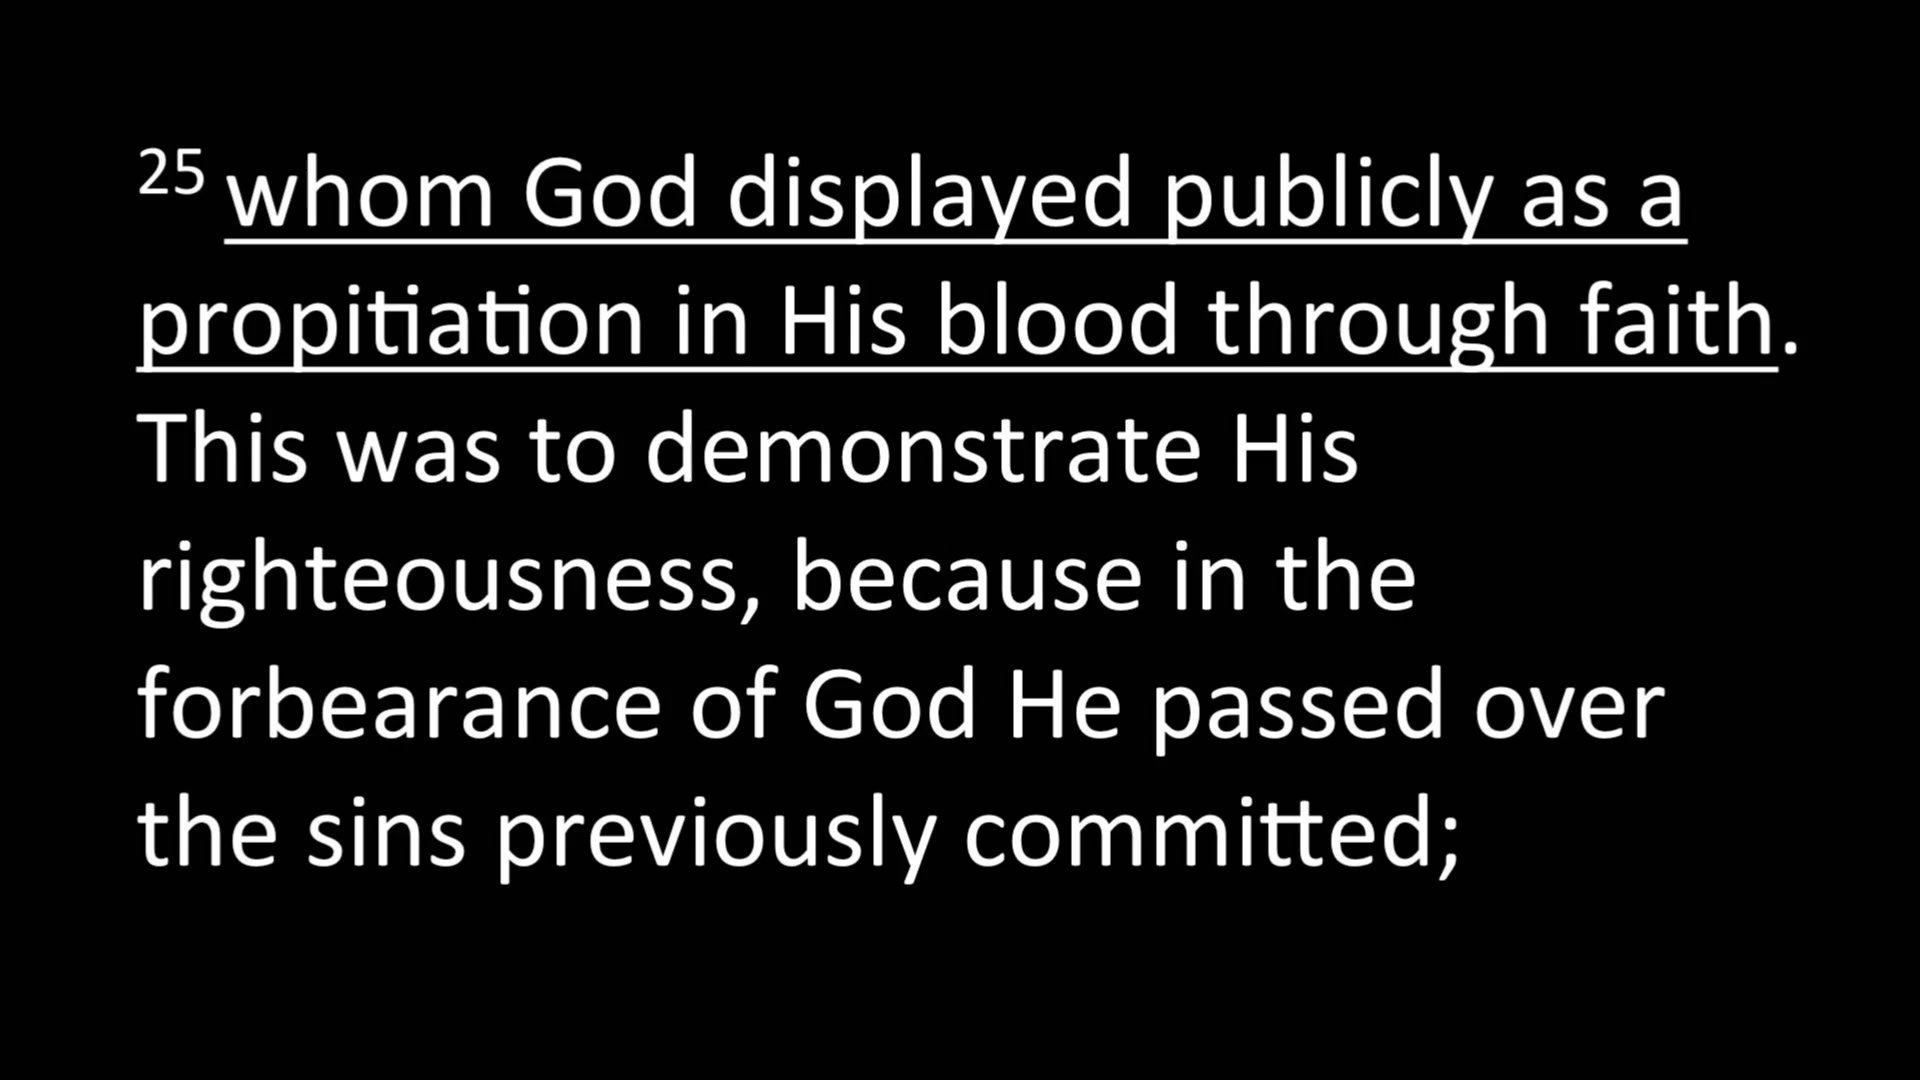 25 whom God displayed publicly as a
propitiation in His blood through faith.
This was to demonstrate His
righteousness, because in the
forbearance of God He passed over
the sins previously committed;